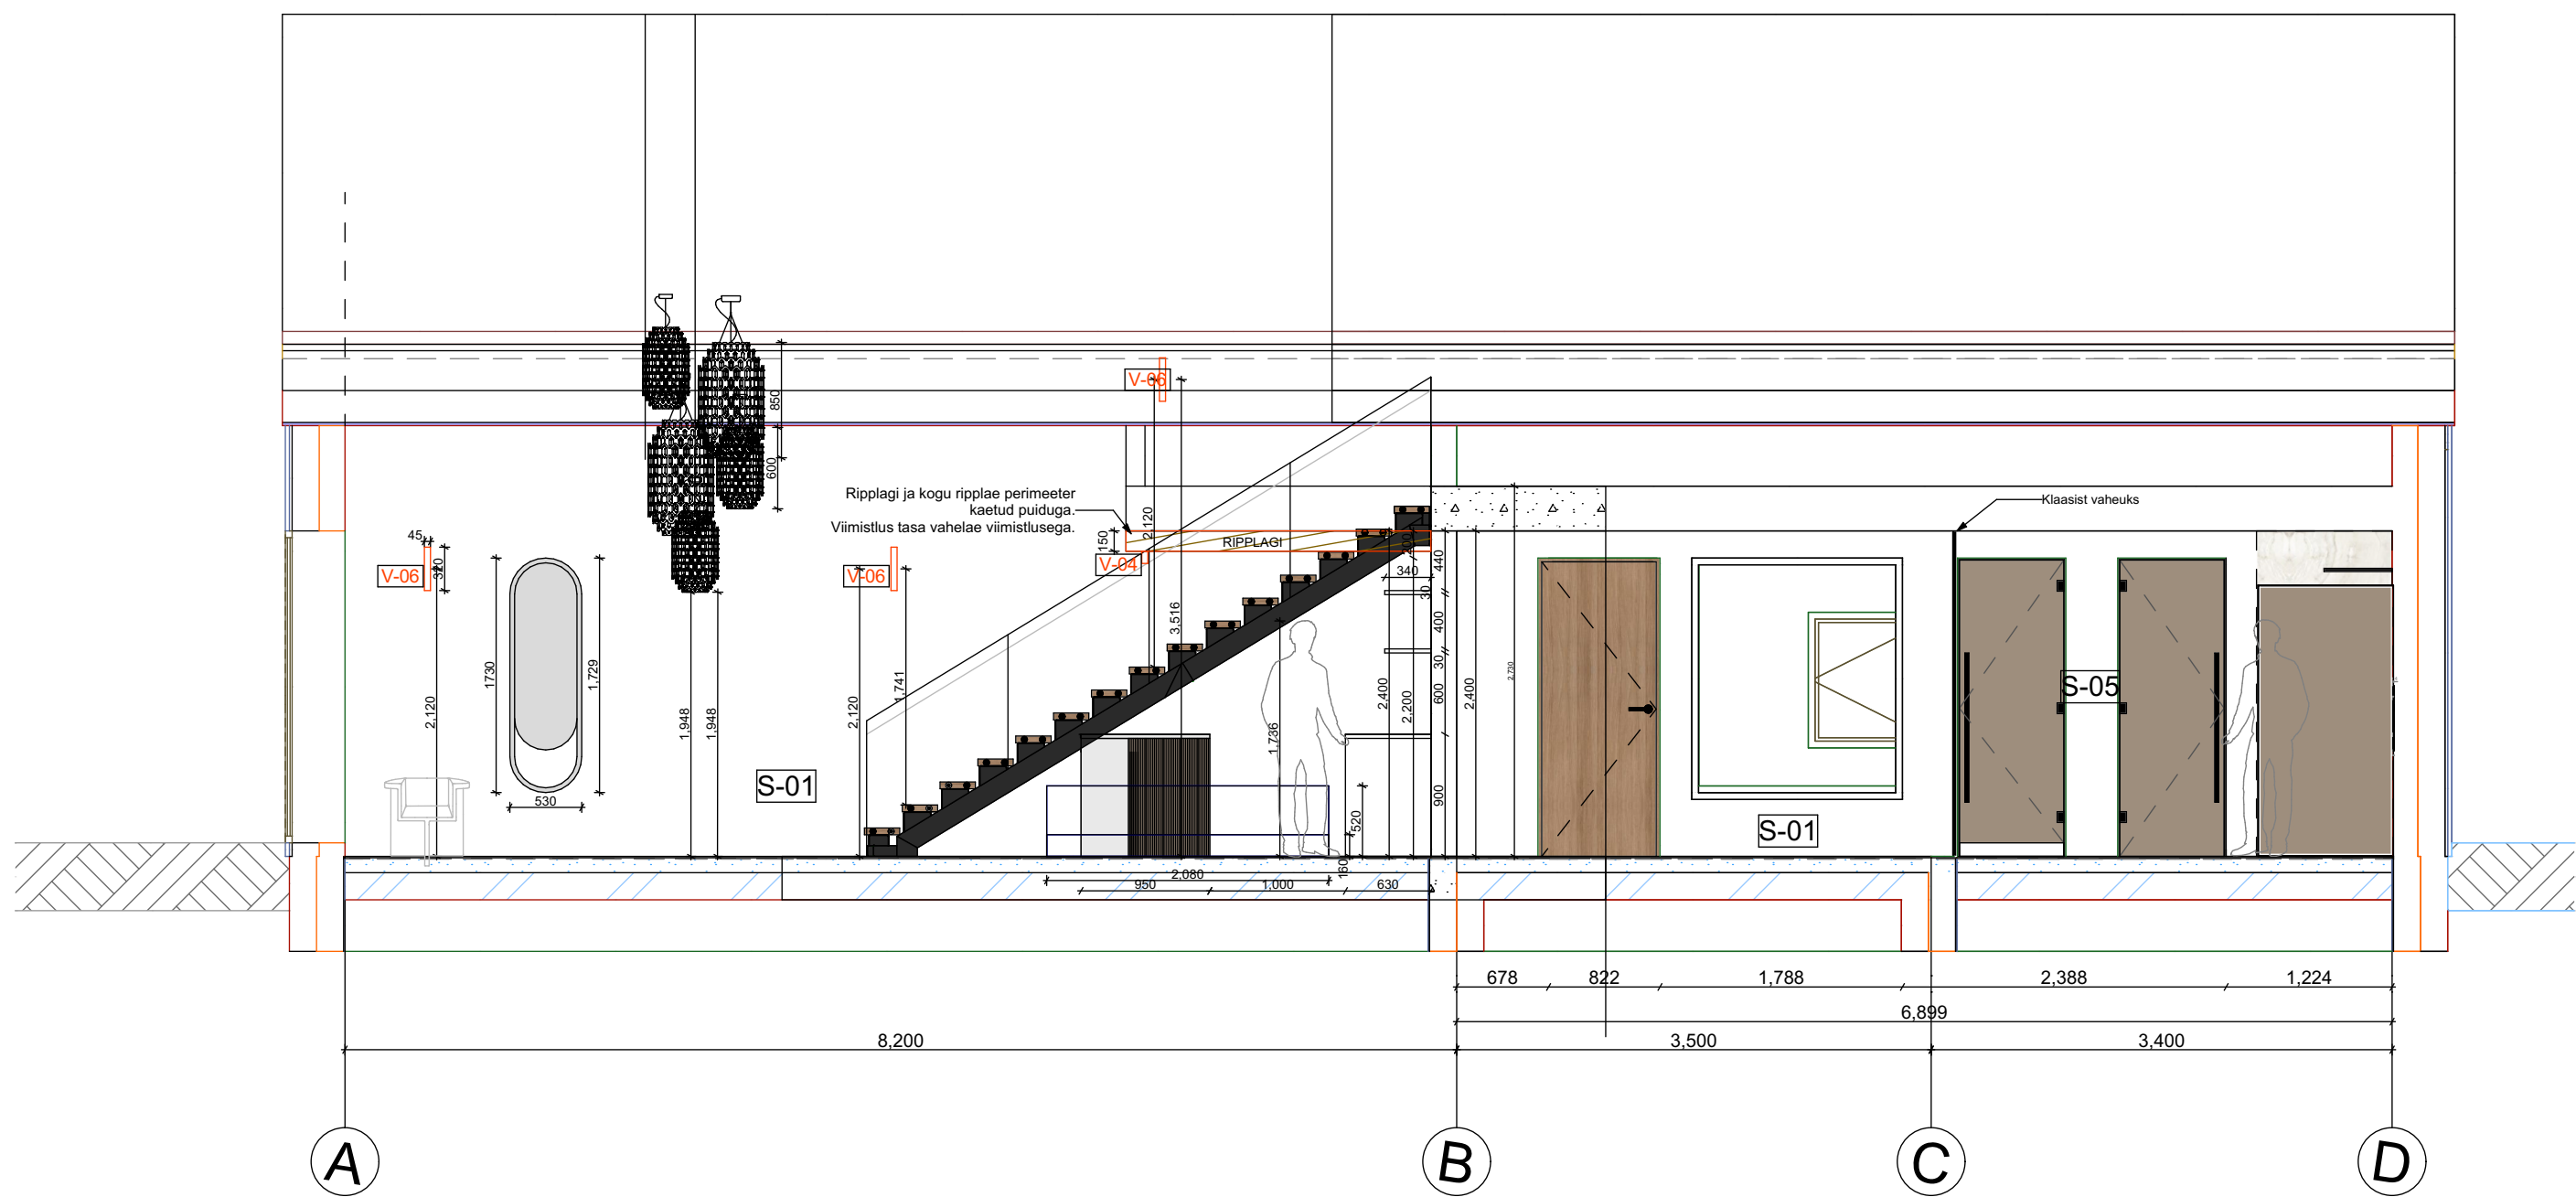 V-06
850
600
Ripplagi ja kogu ripplae perimeeter
kaetud puiduga.
Viimistlus tasa vahelae viimistlusega.
2,120
150
RIPPLAGI
Klaasist vaheuks
45
320
V-06
V-06
V-04
200
440
340
30
400
3,516
1730
1,729
2,120
1,948
1,948
2,120
1,741
1,736
2,400
2,200
30
600
2,400
2,730
S-05
S-01
530
900
520
160
S-01
2,080
950
1,000
630
678
822
1,788
2,388
1,224
6,899
8,200
3,500
3,400
A
B
C
D